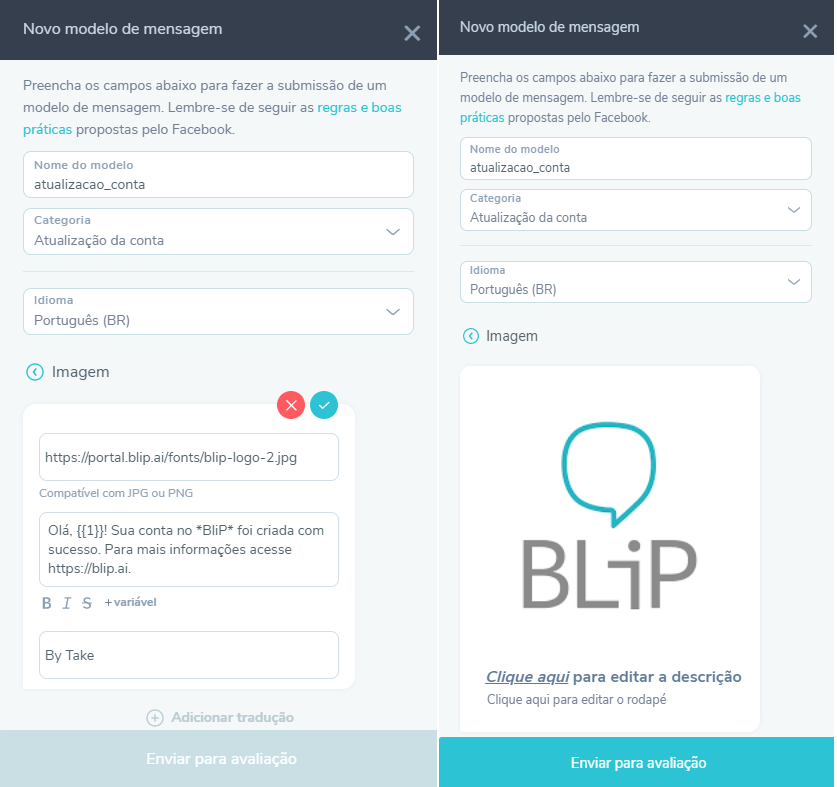 Novo modelo de mensagem
Preencha os campos abaixo para fazer a submissão de um
modelo de mensagem. Lembre-se de seguir as regras e boas
práticas propostas pelo Facebook.
Nome do modelo
atualizacao_conta
Categoria
Atualização da conta
Idioma
Português (BR)
Imagem
https://portal.blip.ai/fonts/blip-logo-2.jpg
Compatível com JPG ou PNG
Olá, {{1}}! Sua conta no *BliP* foi criada com
sucesso. Para mais informações acesse
https://blip.ai.
B I S +variável
By Take
Adicionar tradução
Enviar para avaliação
Novo modelo de mensagem
Preencha os campos abaixo para fazer a submissão de um
modelo de mensagem. Lembre-se de seguir as regras e boas
práticas propostas pelo Facebook.
Nome do modelo
atualizacao_conta
Categoria
Atualização da conta
Idioma
Português (BR)
Imagem
BLiP
Clique aqui para editar a descrição
Clique aqui para editar o rodapé
Enviar para avaliação